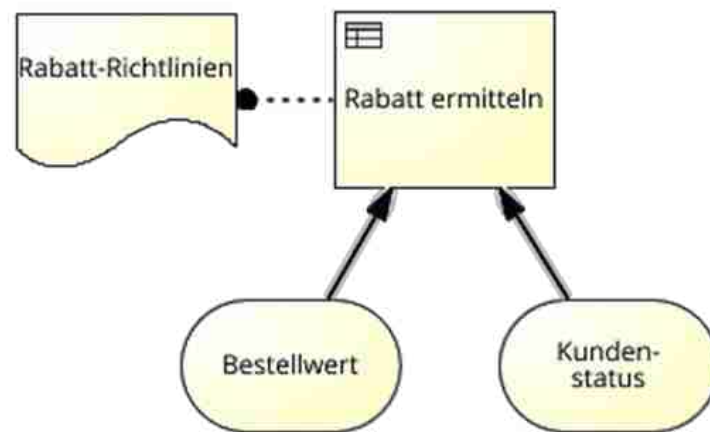 Rabatt-Richtlinien
Rabatt ermitteln
Bestellwert
Kunden-
status